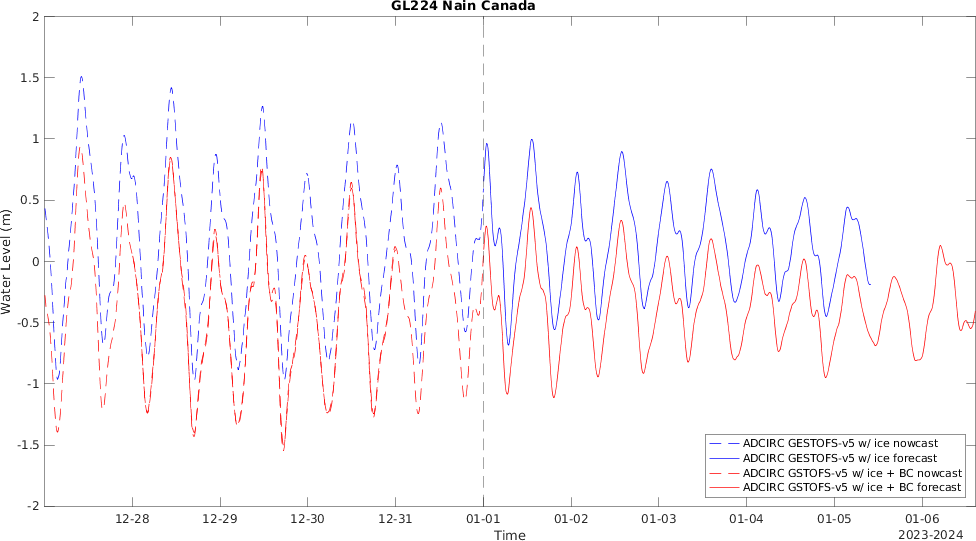 GL224 Nain Canada
2
1.5
1
0.5
0
-0.5
-1
-1.5
-2
Water Level (m)
ADCIRC GESTOFS-v5 w/ ice nowcast
ADCIRC GESTOFS-v5 w/ ice forecast
ADCIRC GSTOFS-v5 w/ ice + BC nowcast
ADCIRC GSTOFS-v5 w/ ice + BC forecast
12-28 12-29 12-30 12-31 01-01 01-02 01-03 01-04 01-05 01-06
Time
2023-2024